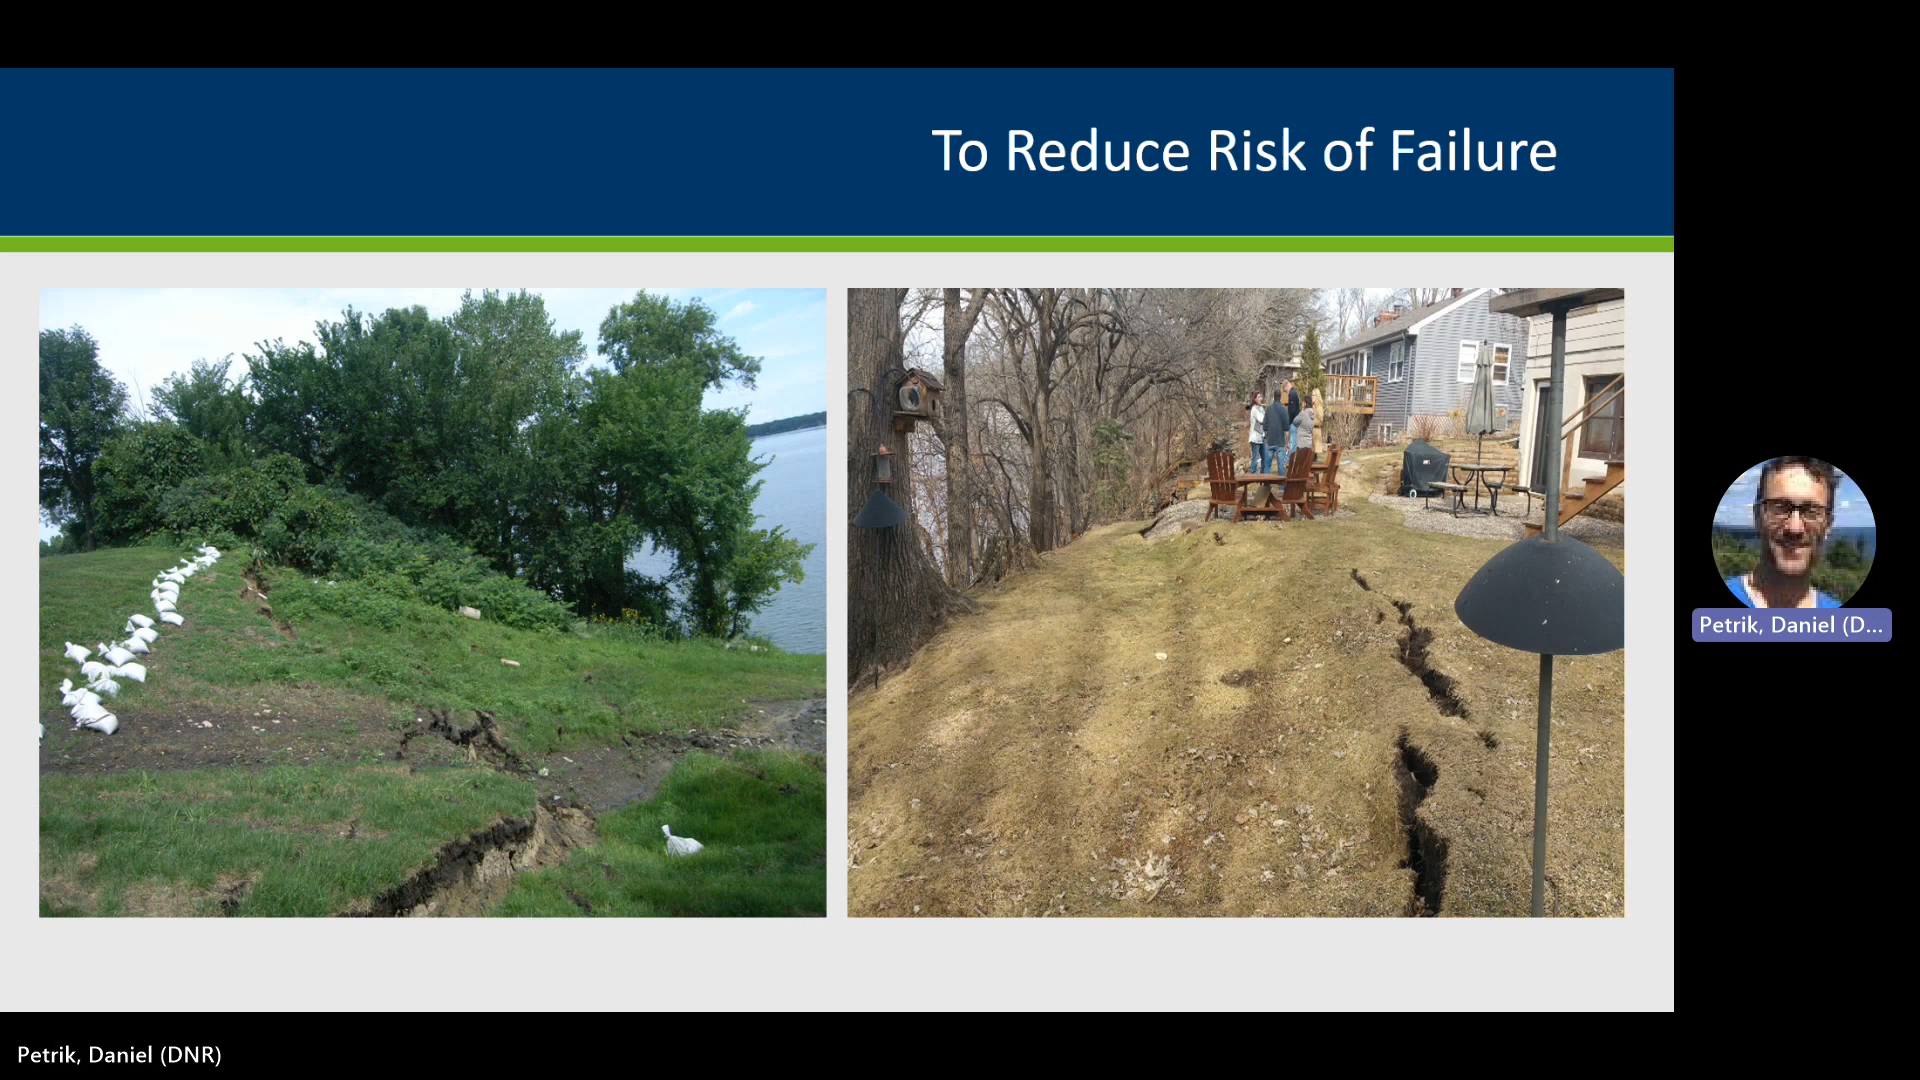 To Reduce Risk of Failure
Petrik, Daniel (D...
Petrik, Daniel (DNR)